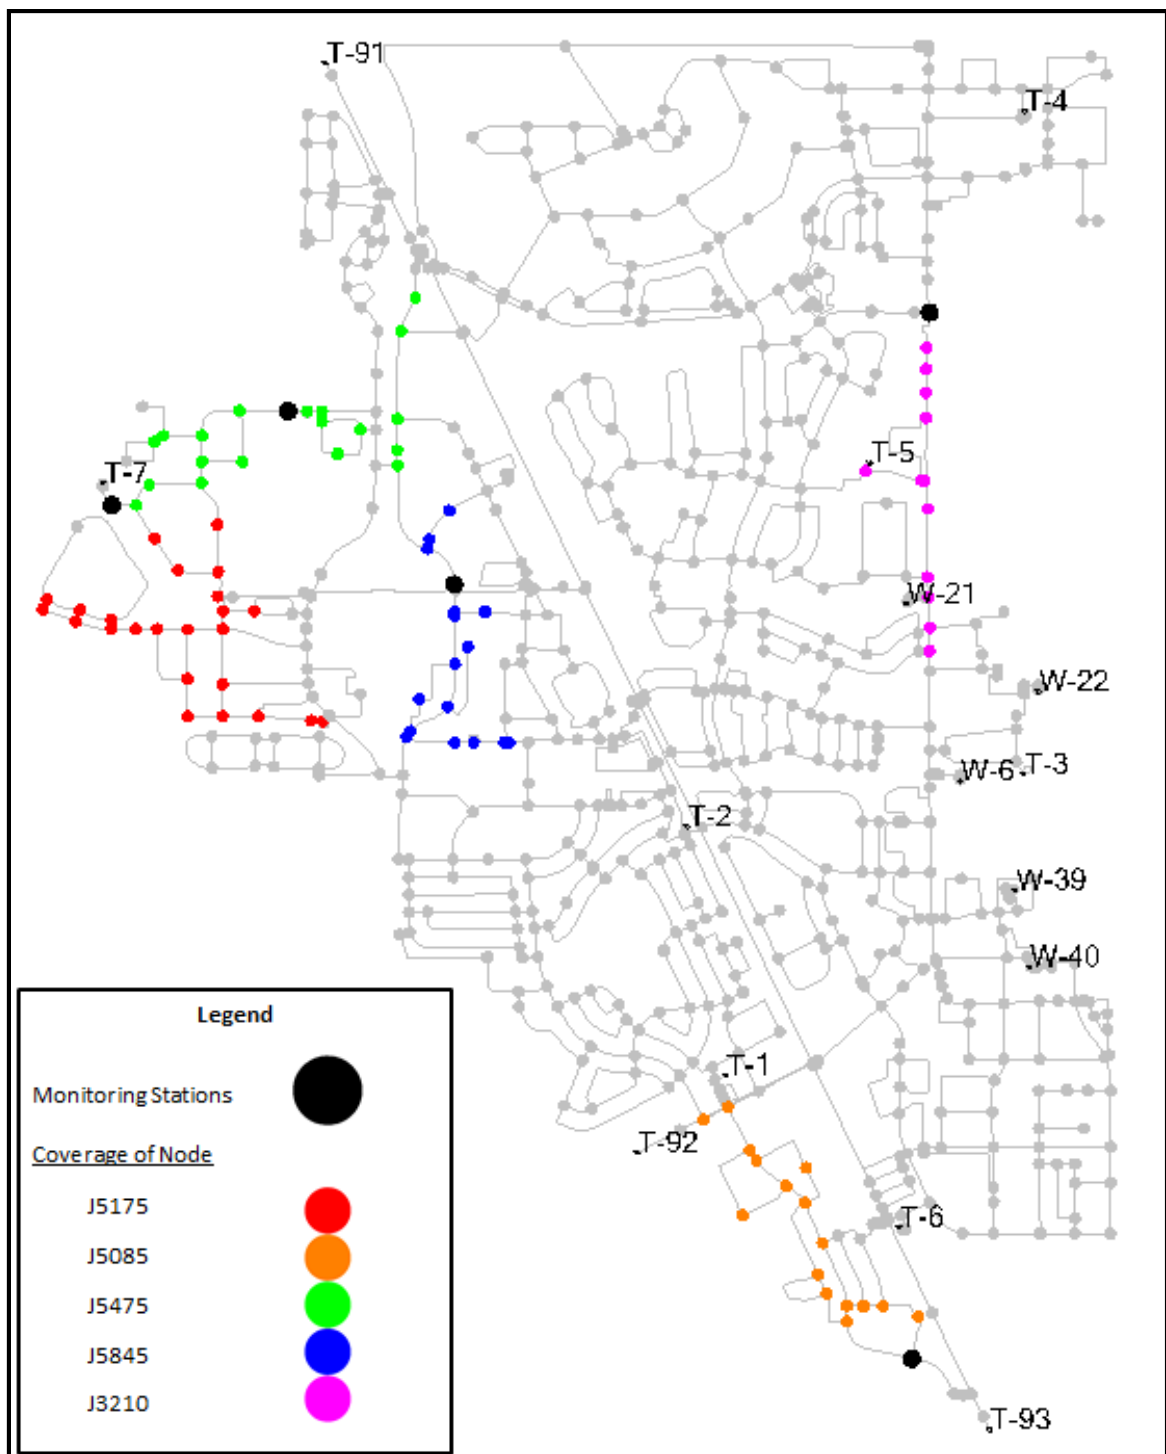 T-91
T-4
T-5
T-7
W-21
W-22
W-6
T-3
T-2
W-39
W-40
T-1
T-92
T-6
T-93
Legend
Monitoring Stations
Coverage of Node
J5175
J5085
J5475
J5845
J3210